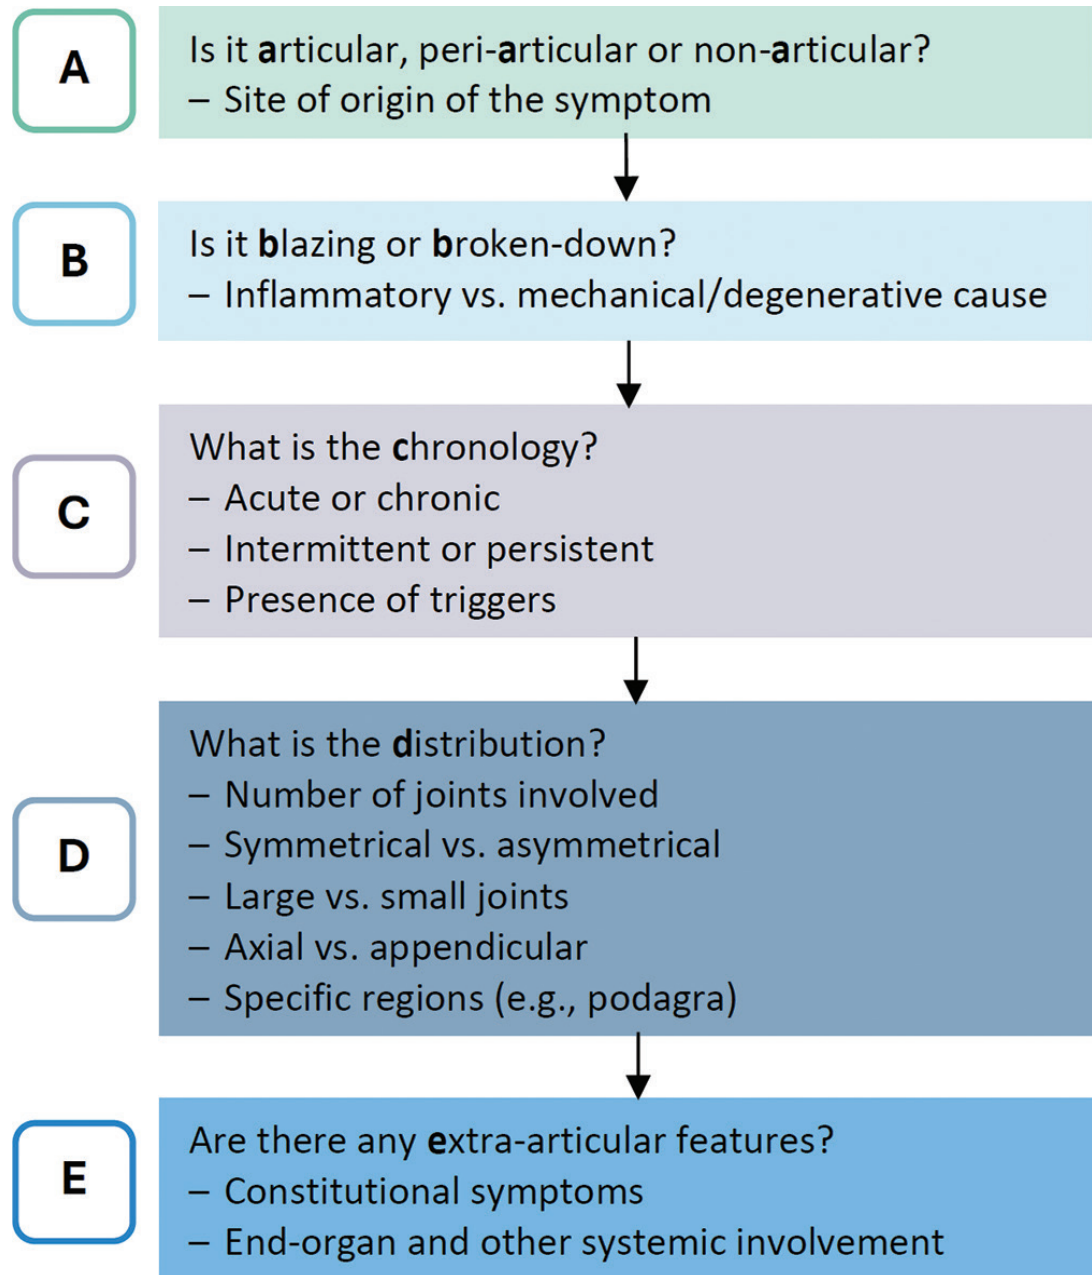 A
Is it articular, peri-articular or non-articular?
– Site of origin of the symptom
B
Is it blazing or broken-down?
– Inflammatory vs. mechanical/degenerative cause
C
What is the chronology?
– Acute or chronic
– Intermittent or persistent
– Presence of triggers
D
What is the distribution?
– Number of joints involved
– Symmetrical vs. asymmetrical
– Large vs. small joints
– Axial vs. appendicular
– Specific regions (e.g., podagra)
E
Are there any extra-articular features?
– Constitutional symptoms
– End-organ and other systemic involvement